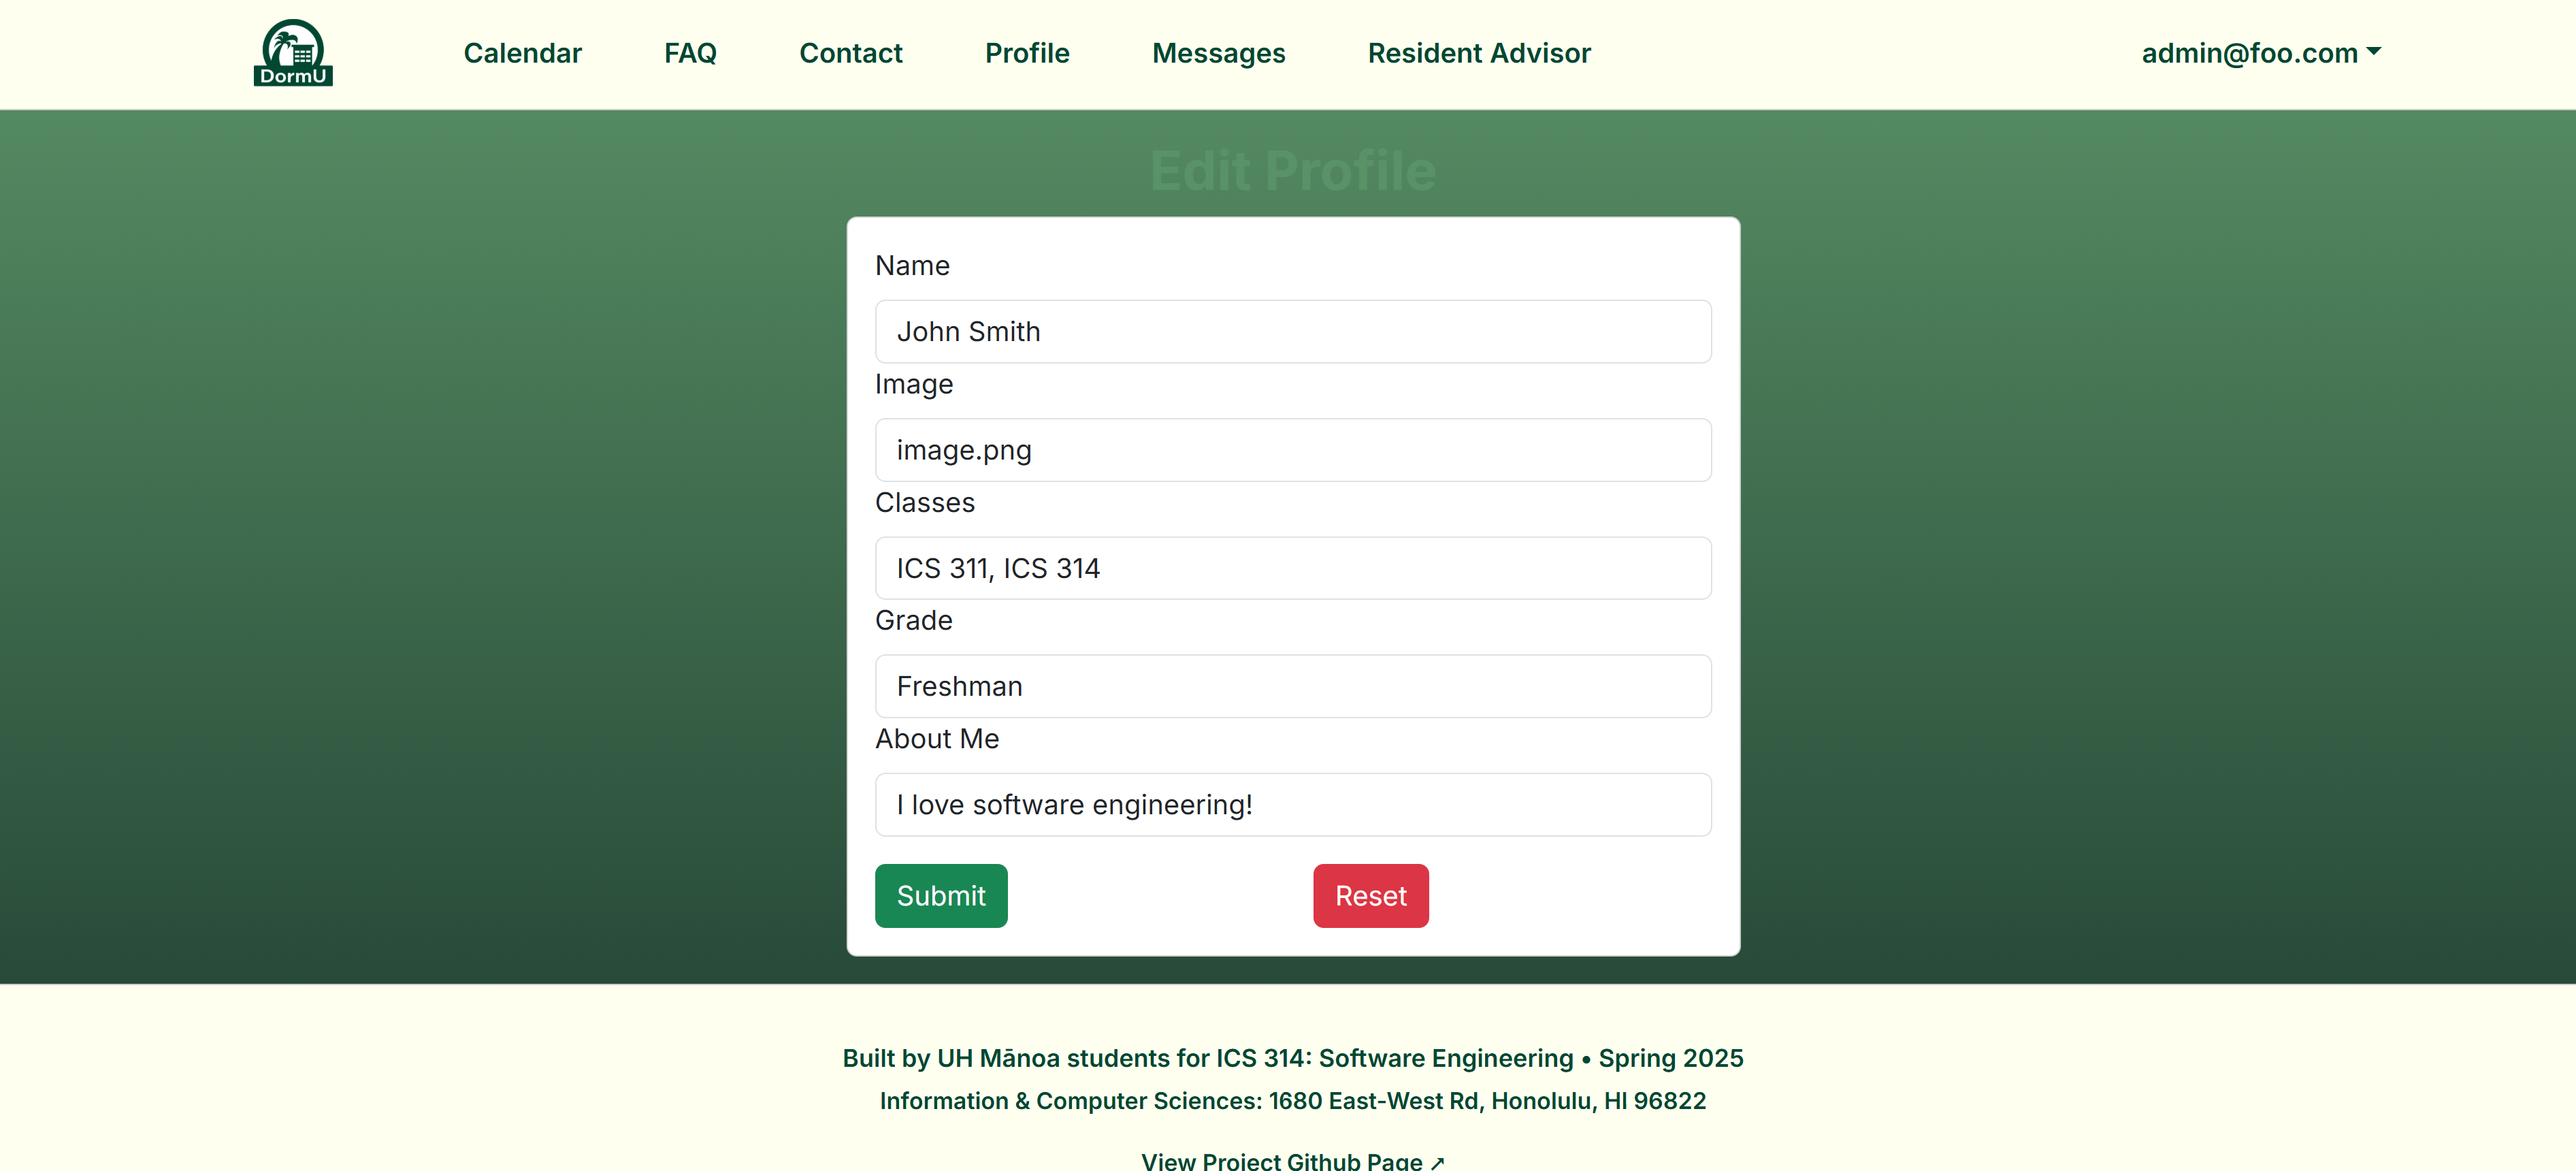 DormU
Calendar FAQ Contact Profile Messages Resident Advisor admin@foo.com
Edit Profile
Name
John Smith
Image
image.png
Classes
ICS 311, ICS 314
Grade
Freshman
About Me
I love software engineering!
Submit Reset
Built by UH Mānoa students for ICS 314: Software Engineering • Spring 2025
Information & Computer Sciences: 1680 East-West Rd, Honolulu, HI 96822
View Project Github Page ↗